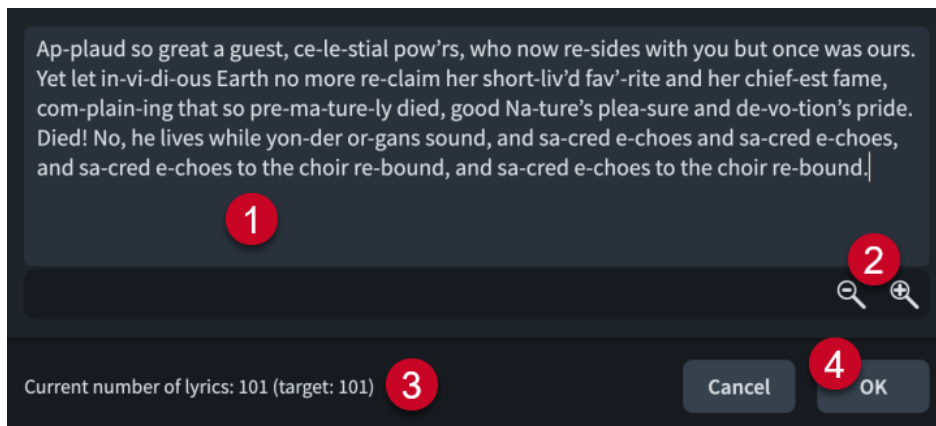 Ap-plaud so great a guest, ce-le-stial pow’rs, who now re-sides with you but once was ours.
Yet let in-vi-di-ous Earth no more re-claim her short-liv’d fav’-rite and her chief-est fame,
com-plain-ing that so pre-ma-ture-ly died, good Na-ture’s plea-sure and de-vo-tion’s pride.
Died! No, he lives while yon-der or-gans sound, and sa-cred e-choes and sa-cred e-choes,
and sa-cred e-choes to the choir re-bound, and sa-cred e-choes to the choir re-bound.
1
2
Current number of lyrics: 101 (target: 101)
3
Cancel
4
OK